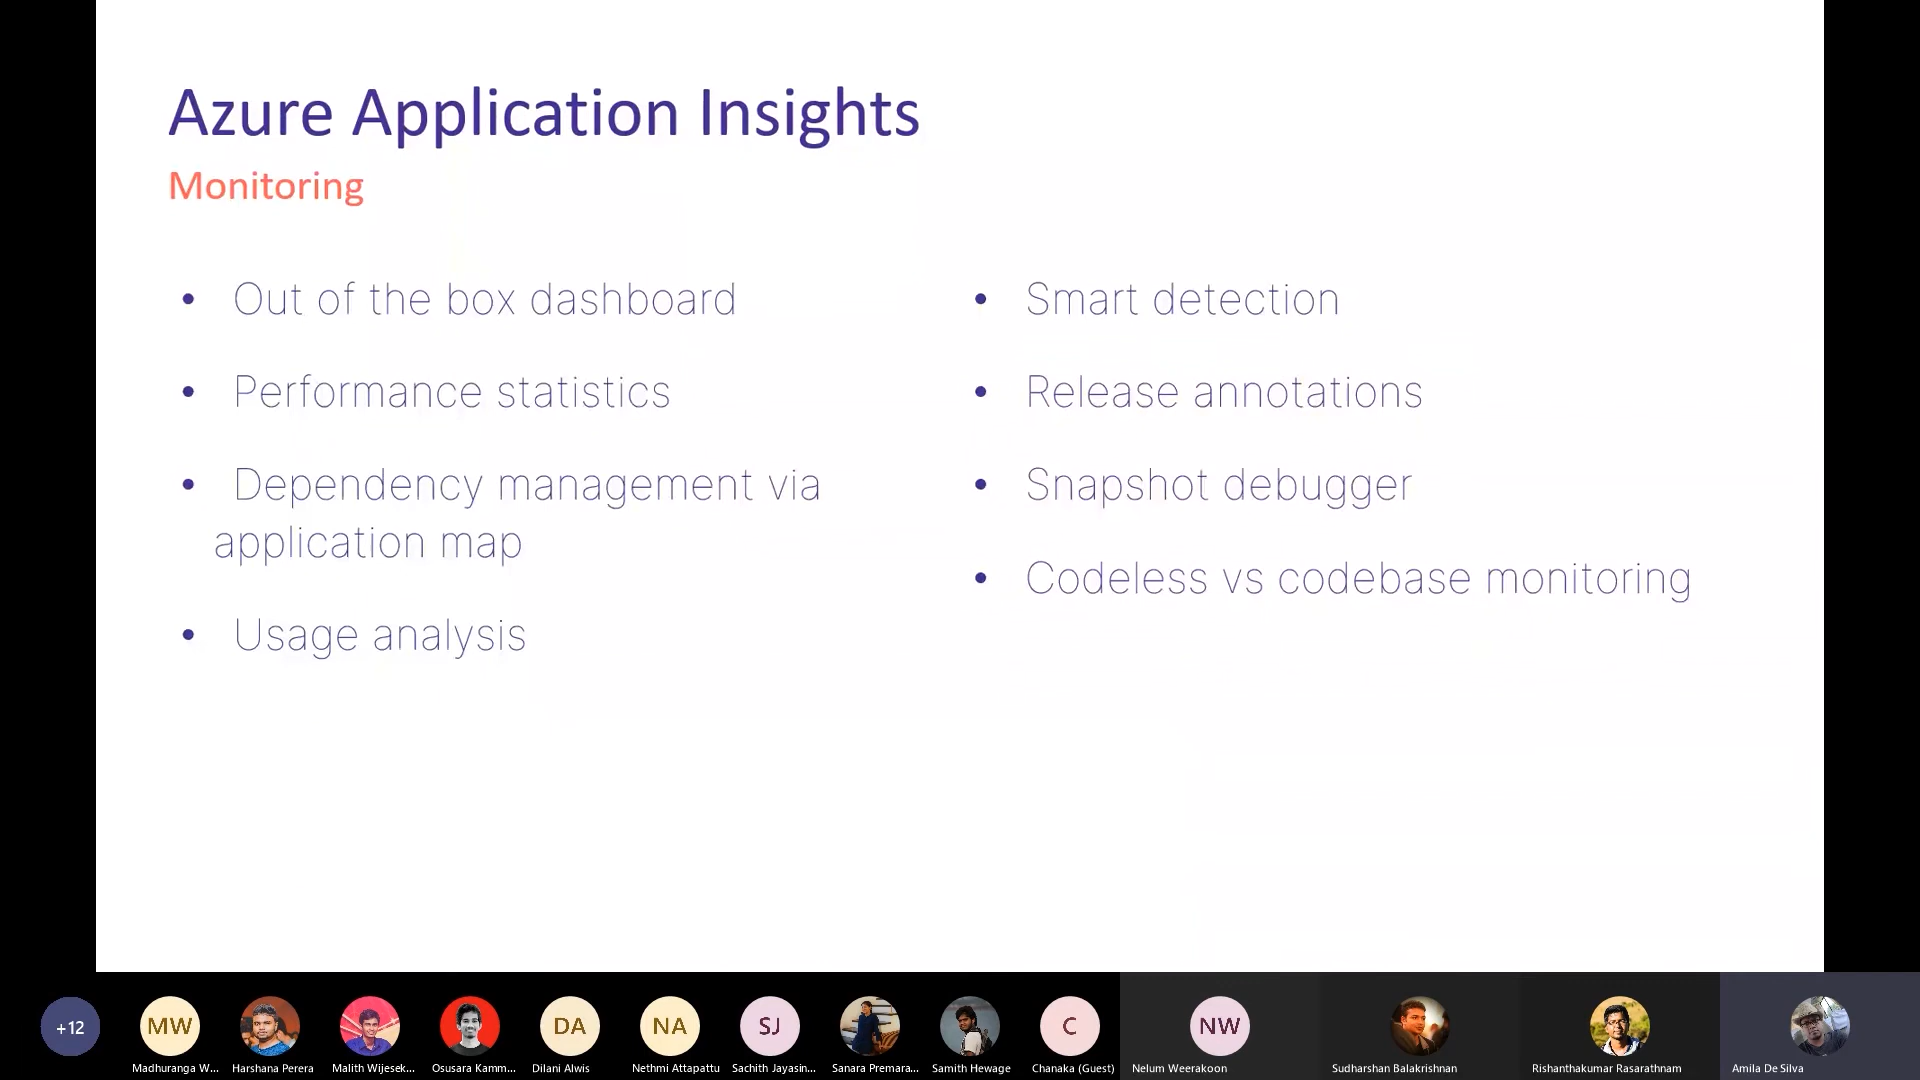 Azure Application Insights
Monitoring
• Out of the box dashboard
• Performance statistics
• Dependency management via
application map
• Usage analysis
• Smart detection
• Release annotations
• Snapshot debugger
• Codeless vs codebase monitoring
+12
MW
DA
NA
SJ
C
NW
Madhuranga W...
Harshana Perera
Malith Wijesek...
Osusara Kamm...
Dilani Alwis
Nethmi Attapattu
Sachith Jayasin...
Sanara Premara...
Samith Hewage
Chanaka (Guest)
Nelum Weerakoon
Sudharshan Balakrishnan
Rishanthakumar Rasarathnam
Amila De Silva